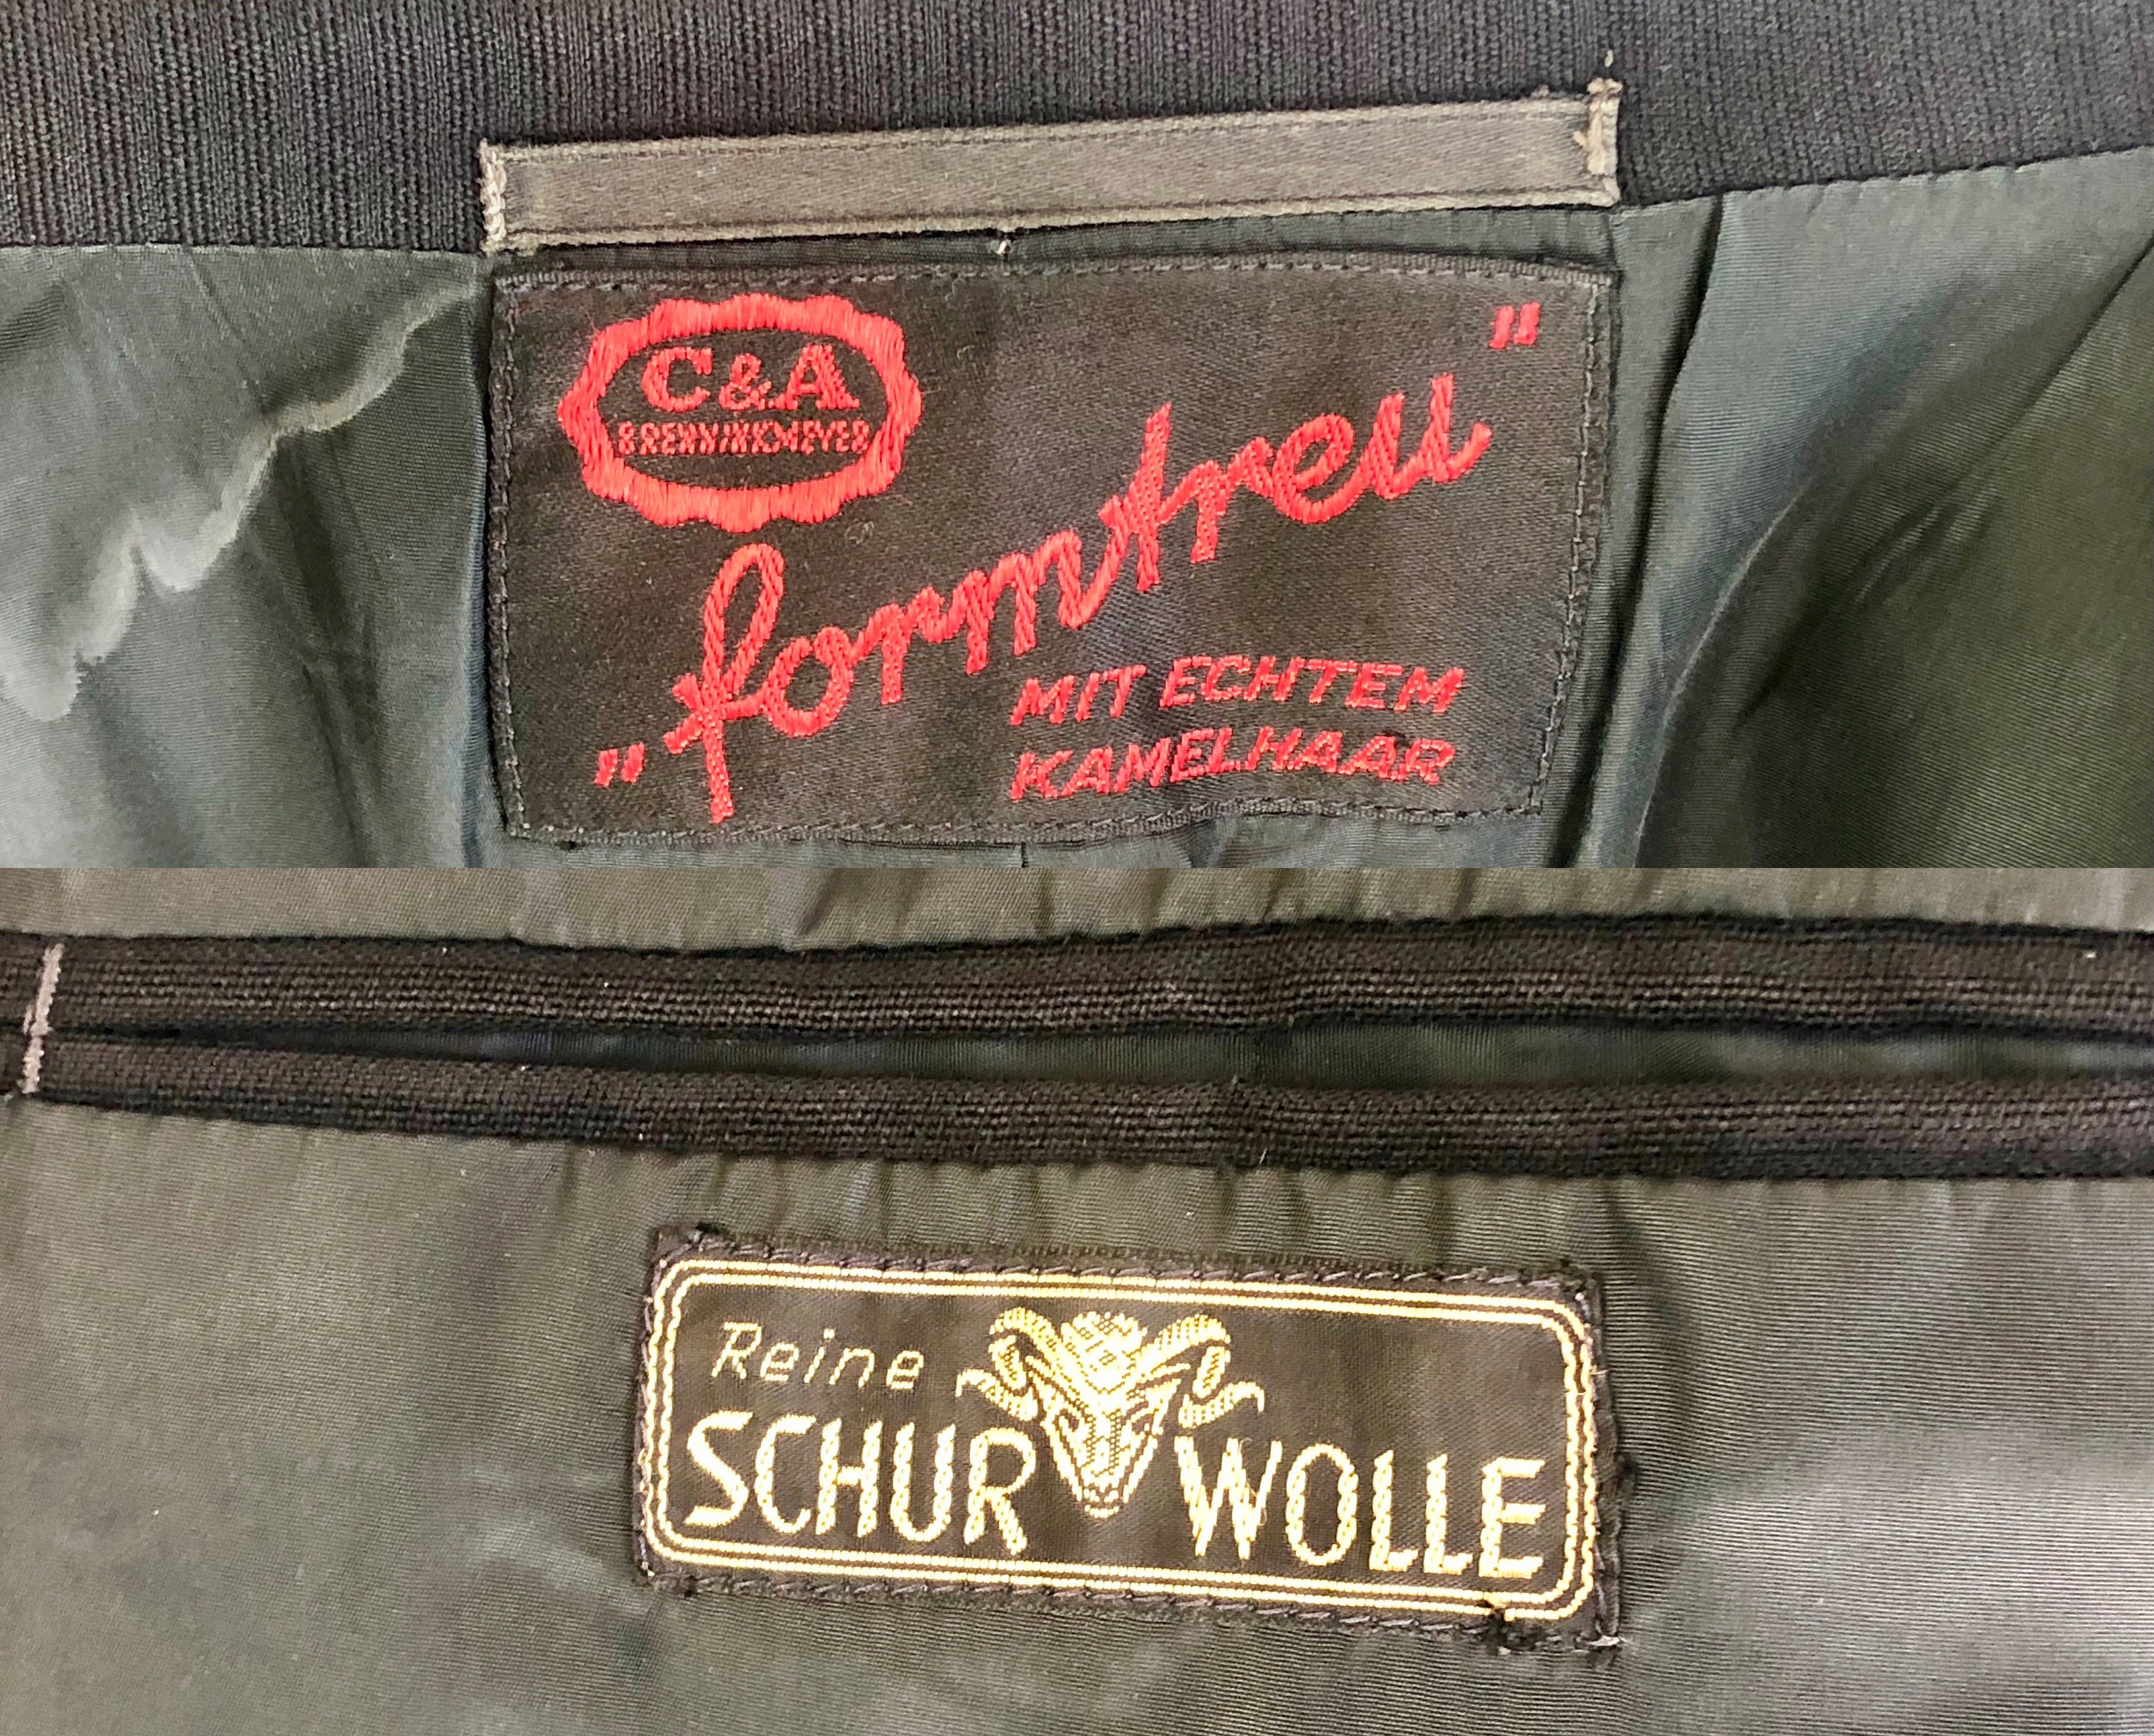 C&A
BRENNINKMEYER
„formtreu"
MIT ECHTEM
KAMELHAAR
Reine
SCHUR WOLLE